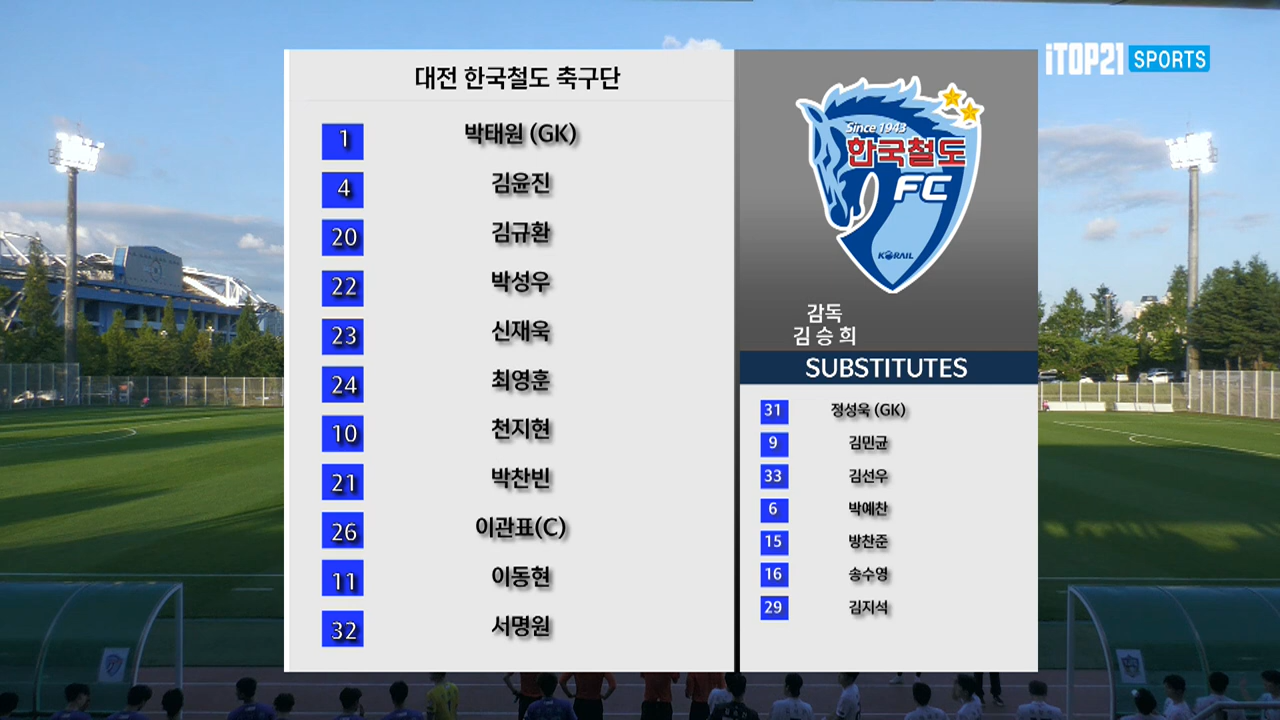 iTOP21 SPORTS
대전 한국철도 축구단
1 박태원 (GK)
4 김윤진
20 김규환
22 박성우
23 신재욱
24 최영훈
10 천지현
21 박찬빈
26 이관표(C)
11 이동현
32 서명원
Since 1943
한국철도
FC
KORAIL
감독
김 승 희
SUBSTITUTES
31 정성욱 (GK)
9 김민균
33 김선우
6 박예찬
15 방찬준
16 송수영
29 김지석